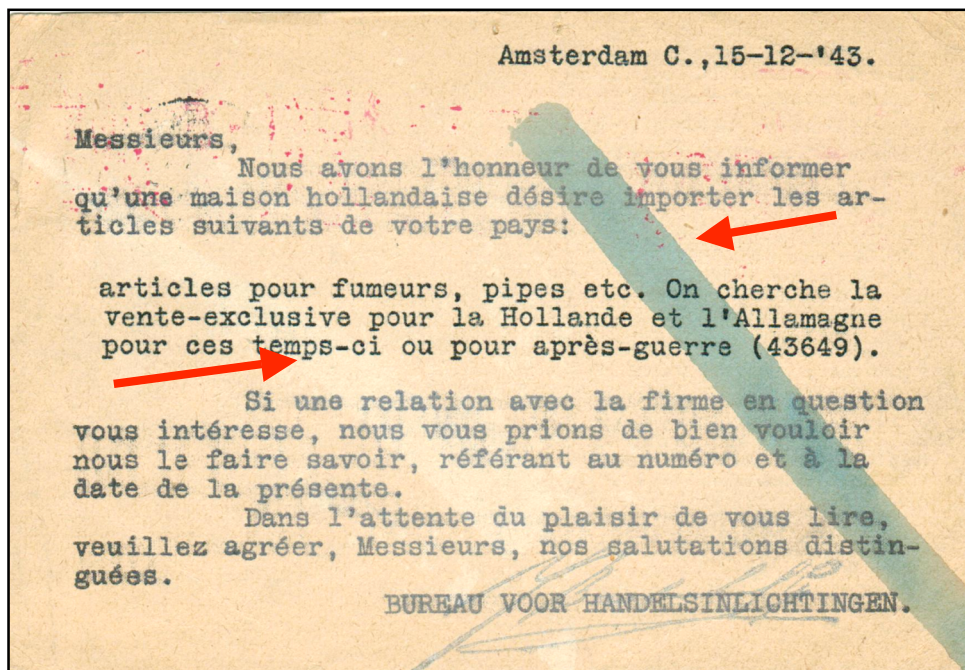 Amsterdam C.,15-12-'43.
Messieurs,
Nous avons l'honneur de vous informer
qu'une maison hollandaise désire importer les ar-
ticles suivants de votre pays:
articles pour fumeurs, pipes etc. On cherche la
vente-exclusive pour la Hollande et l'Allamagne
pour ces temps-ci ou pour après-guerre (43649).
Si une relation avec la firme en question
vous intéresse, nous vous prions de bien vouloir
nous le faire savoir, référant au numéro et à la
date de la présente.
Dans l'attente du plaisir de vous lire,
veuillez agréer, Messieurs, nos salutations distin-
guées.
BUREAU VOOR HANDELSINLICHTINGEN.